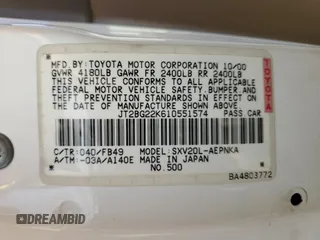 MFD. BY: TOYOTA MOTOR CORPORATION 10/00
GVWR 4180LB GAWR FR 2400LB RR 2400LB
THIS VEHICLE CONFORMS TO ALL APPLICABLE
FEDERAL MOTOR VEHICLE SAFETY,BUMPER,AND
THEFT PREVENTION STANDARDS IN EFFECT ON
THE DATE OF MANUFACTURE SHOWN ABOVE.
JT2BG22K610551574 PASS CAR
TOYOTA
TOYOTA
C/TR:040/FB49 MODEL:SXV20L-AEPNKA
A/TM:-03A/A140E MADE IN JAPAN
NO.500
BA4803772
DREAMBID